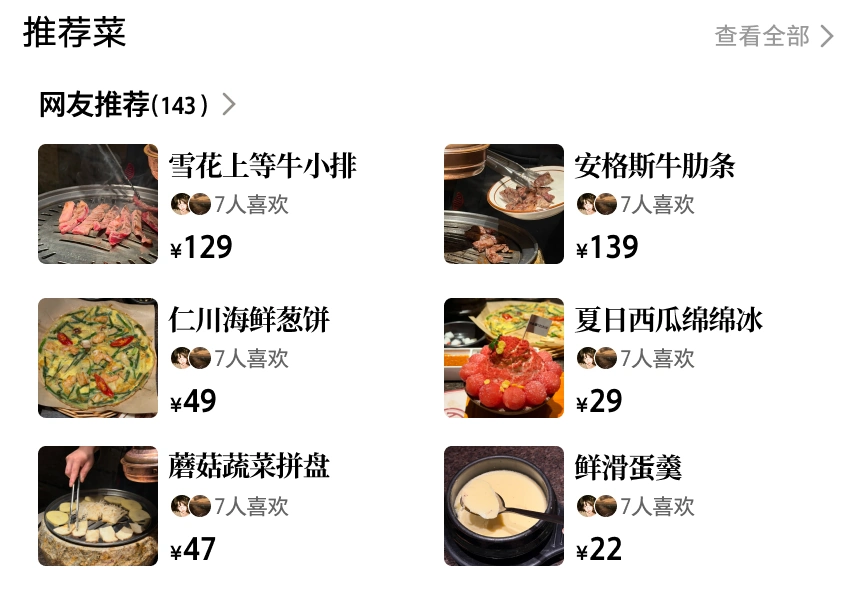 推荐菜
查看全部
网友推荐(143)
雪花上等牛小排
7人喜欢
¥129
安格斯牛肋条
7人喜欢
¥139
仁川海鲜葱饼
7人喜欢
¥49
夏日西瓜绵绵冰
7人喜欢
¥29
蘑菇蔬菜拼盘
7人喜欢
¥47
鲜滑蛋羹
7人喜欢
¥22